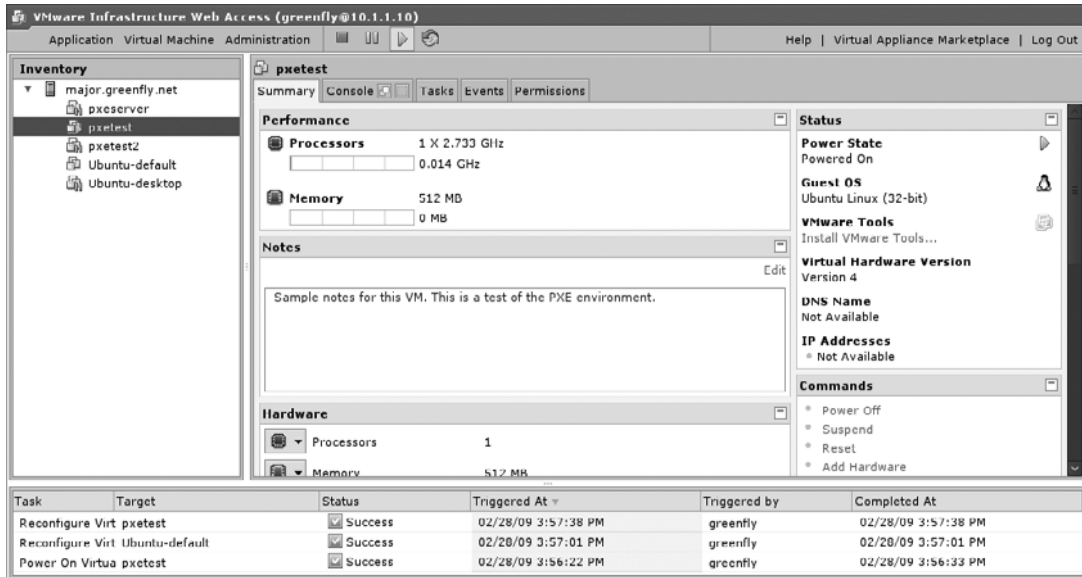 VMware Infrastructure Web Access (greenfly@10.1.1.10)
Application Virtual Machine Administration
Help | Virtual Appliance Marketplace | Log Out
Inventory
major.greenfly.net
pxeserver
pxetest
pxetest2
Ubuntu-default
Ubuntu-desktop
pxetest
Summary Console Tasks Events Permissions
Performance
Processors 1 X 2.733 GHz
0.014 GHz
Memory 512 MB
0 MB
Notes
Edit
Sample notes for this VM. This is a test of the PXE environment.
Hardware
Processors 1
Memory 512 MB
Status
Power State
Powered On
Guest OS
Ubuntu Linux (32-bit)
VMware Tools
Install VMware Tools...
Virtual Hardware Version
Version 4
DNS Name
Not Available
IP Addresses
Not Available
Commands
Power Off
Suspend
Reset
Add Hardware
Task Target Status Triggered At Triggered by Completed At
Reconfigure Virt pxetest Success 02/28/09 3:57:38 PM greenfly 02/28/09 3:57:38 PM
Reconfigure Virt Ubuntu-default Success 02/28/09 3:57:01 PM greenfly 02/28/09 3:57:01 PM
Power On Virtua pxetest Success 02/28/09 3:56:22 PM greenfly 02/28/09 3:56:33 PM